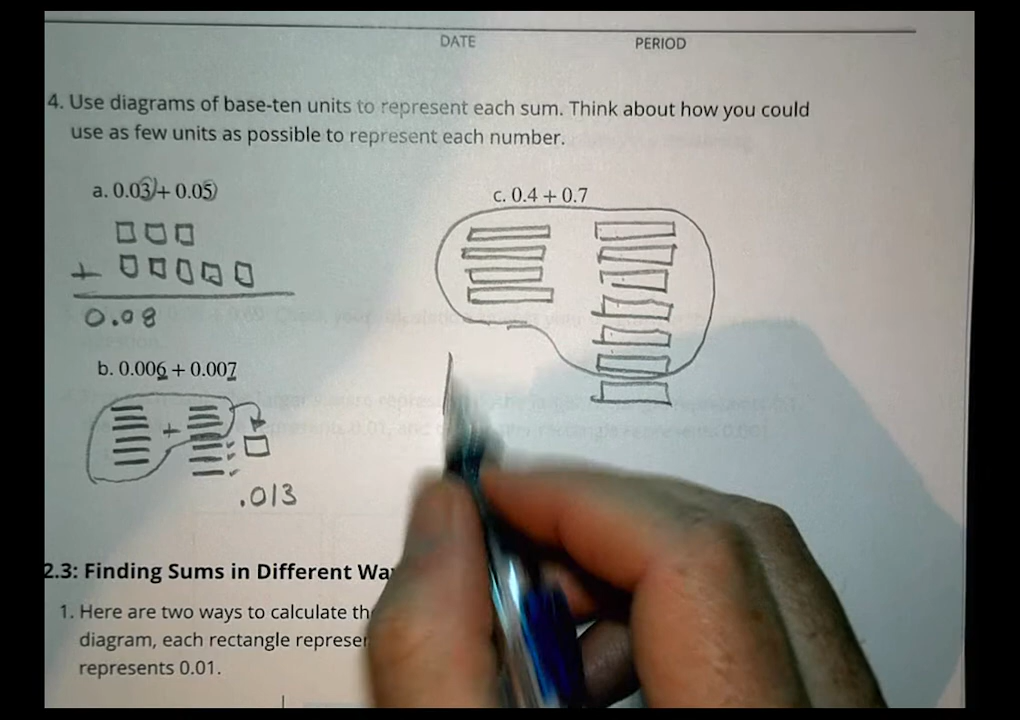 DATE PERIOD
4. Use diagrams of base-ten units to represent each sum. Think about how you could
use as few units as possible to represent each number.
a. 0.03 + 0.05
+
0.08
b. 0.006 + 0.007
+
.013
c. 0.4 + 0.7
2.3: Finding Sums in Different
1. Here are two ways to calculate
diagram, each rectangle
represents 0.01.